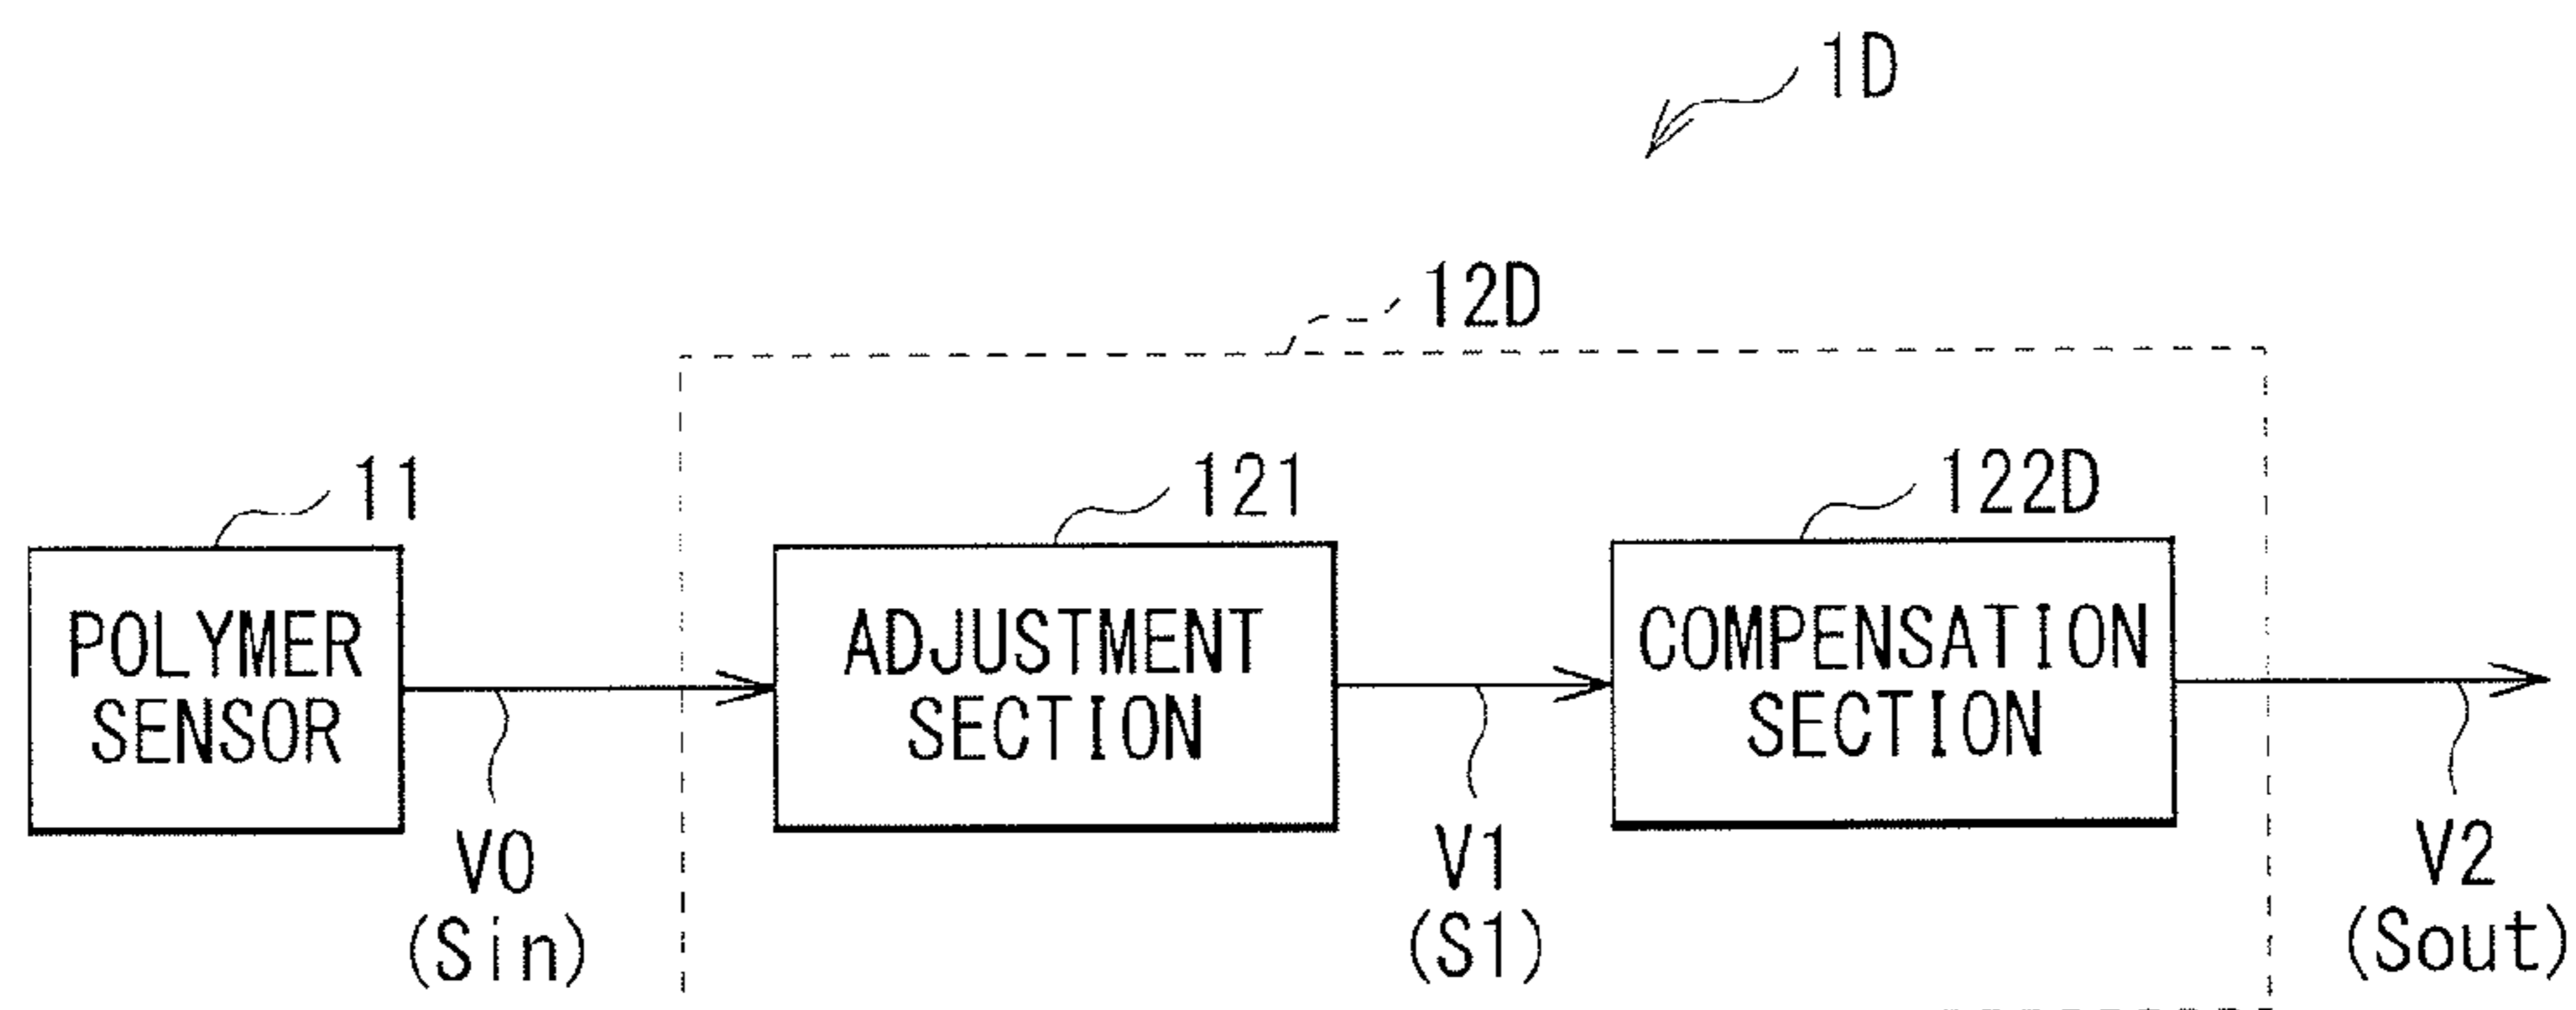 1D
12D
11
121
122D
POLYMER
SENSOR
ADJUSTMENT
SECTION
COMPENSATION
SECTION
V0
(Sin)
V1
(S1)
V2
(Sout)